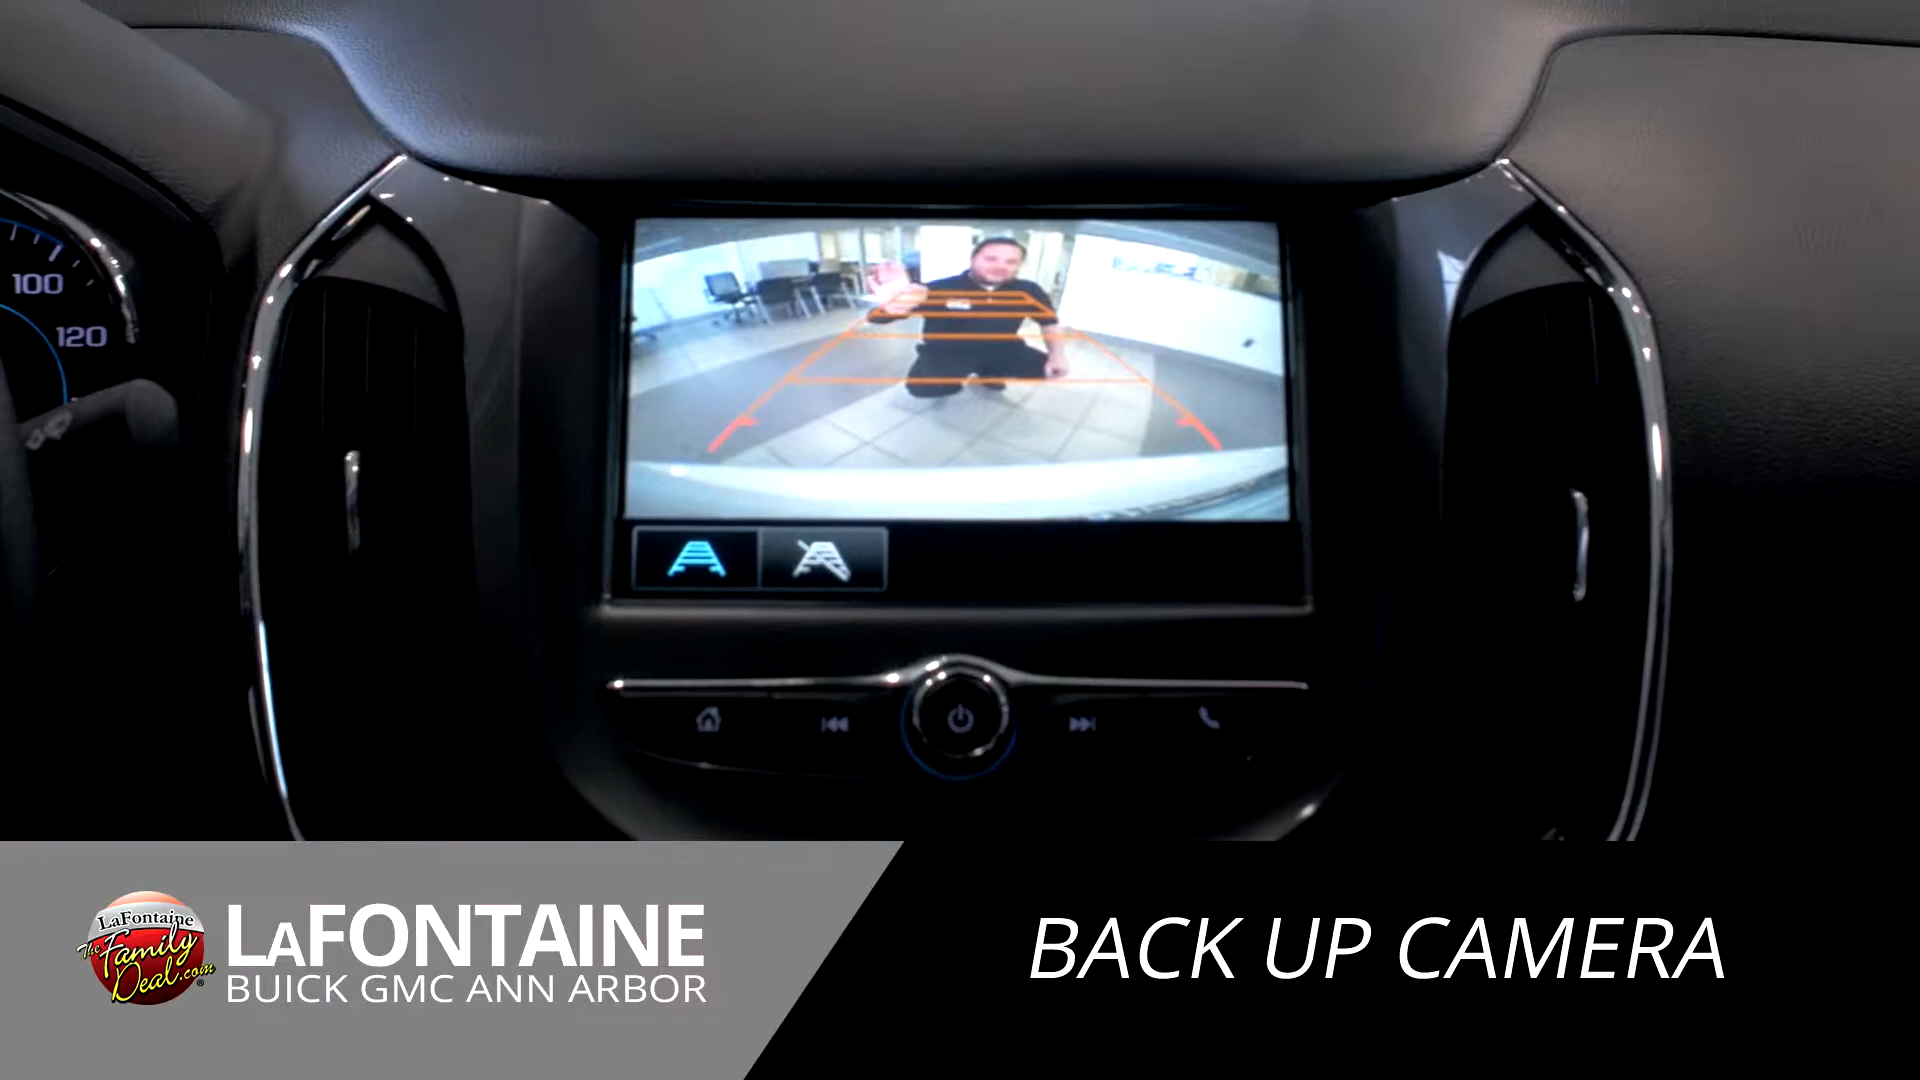 100
120
LaFontaine
The Family
Deal.com
®
LAFONTAINE
BUICK GMC ANN ARBOR
BACK UP CAMERA